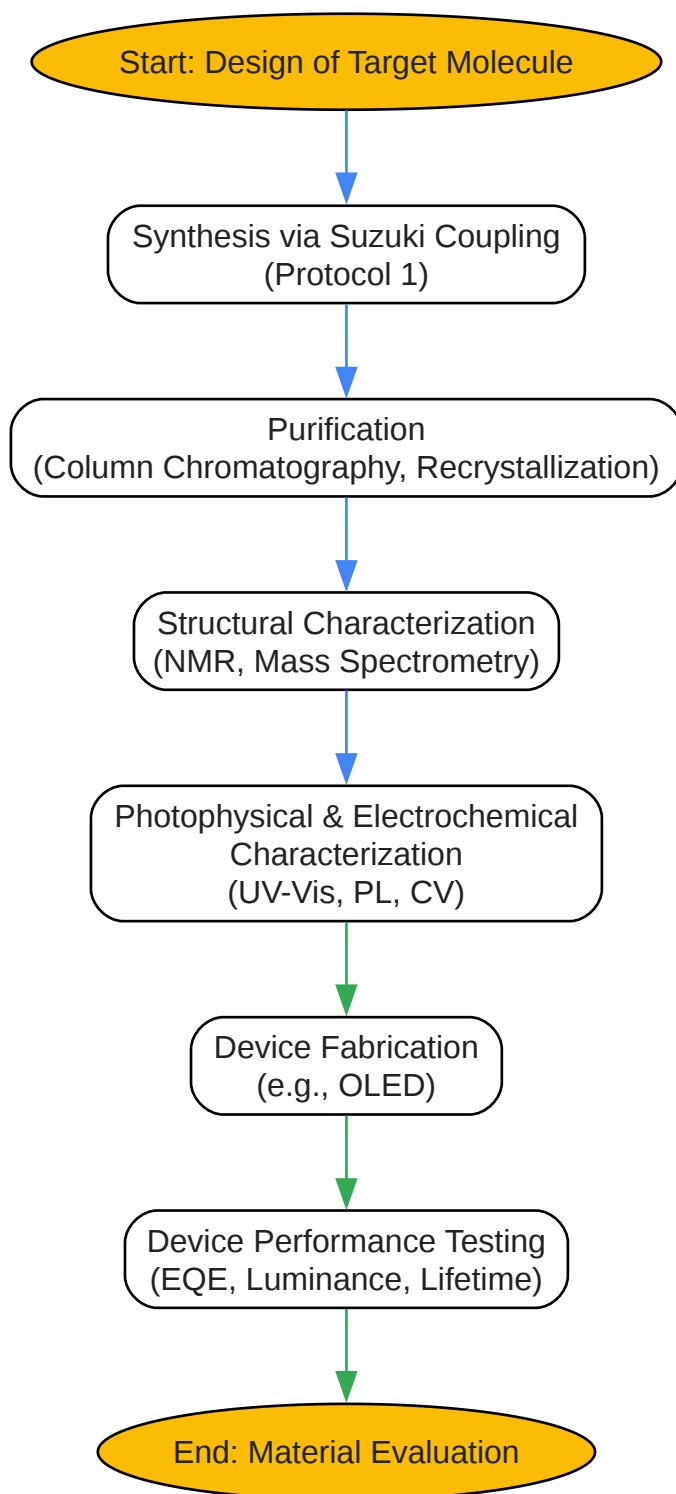 Start: Design of Target Molecule
Synthesis via Suzuki Coupling
(Protocol 1)
Purification
(Column Chromatography, Recrystallization)
Structural Characterization
(NMR, Mass Spectrometry)
Photophysical & Electrochemical
Characterization
(UV-Vis, PL, CV)
Device Fabrication
(e.g., OLED)
Device Performance Testing
(EQE, Luminance, Lifetime)
End: Material Evaluation